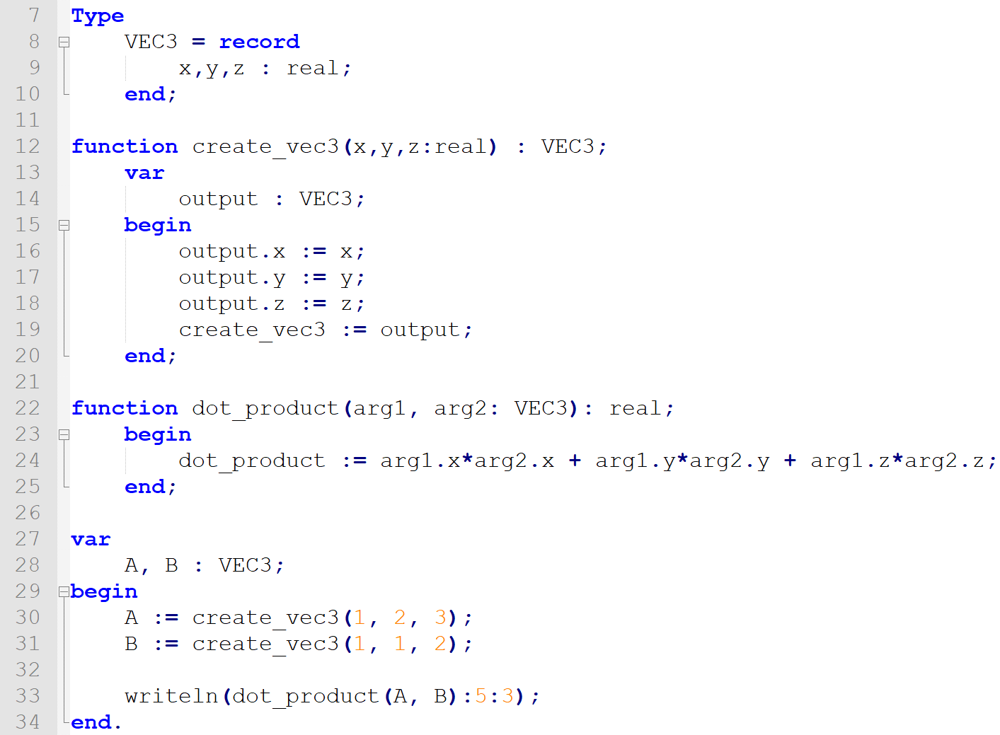 7 Type
8 VEC3 = record
9 x,y,z : real;
10 end;
11
12 function create_vec3(x,y,z:real) : VEC3;
13 var
14 output : VEC3;
15 begin
16 output.x := x;
17 output.y := y;
18 output.z := z;
19 create_vec3 := output;
20 end;
21
22 function dot_product(arg1, arg2: VEC3): real;
23 begin
24 dot_product := arg1.x*arg2.x + arg1.y*arg2.y + arg1.z*arg2.z;
25 end;
26
27 var
28 A, B : VEC3;
29 begin
30 A := create_vec3(1, 2, 3);
31 B := create_vec3(1, 1, 2);
32
33 writeln(dot_product(A, B):5:3);
34 end.